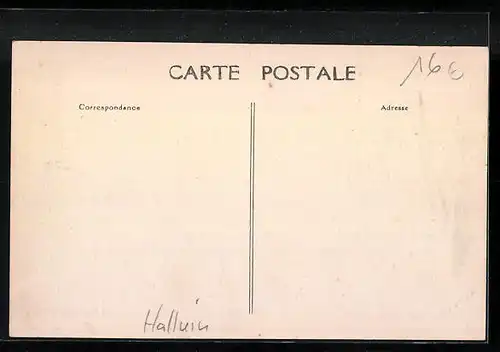 CARTE POSTALE
16€
Correspondance
Adresse
Halluin